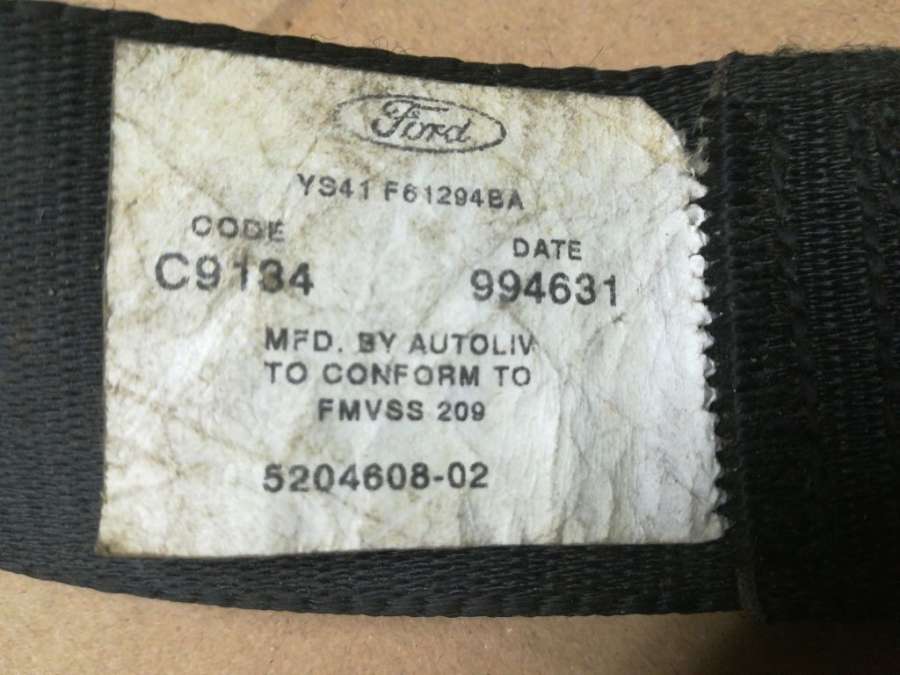 Ford
YS41 F61294BA
CODE
DATE
C9134
994631
MFD. BY AUTOLIV
TO CONFORM TO
FMVSS 209
5204608-02